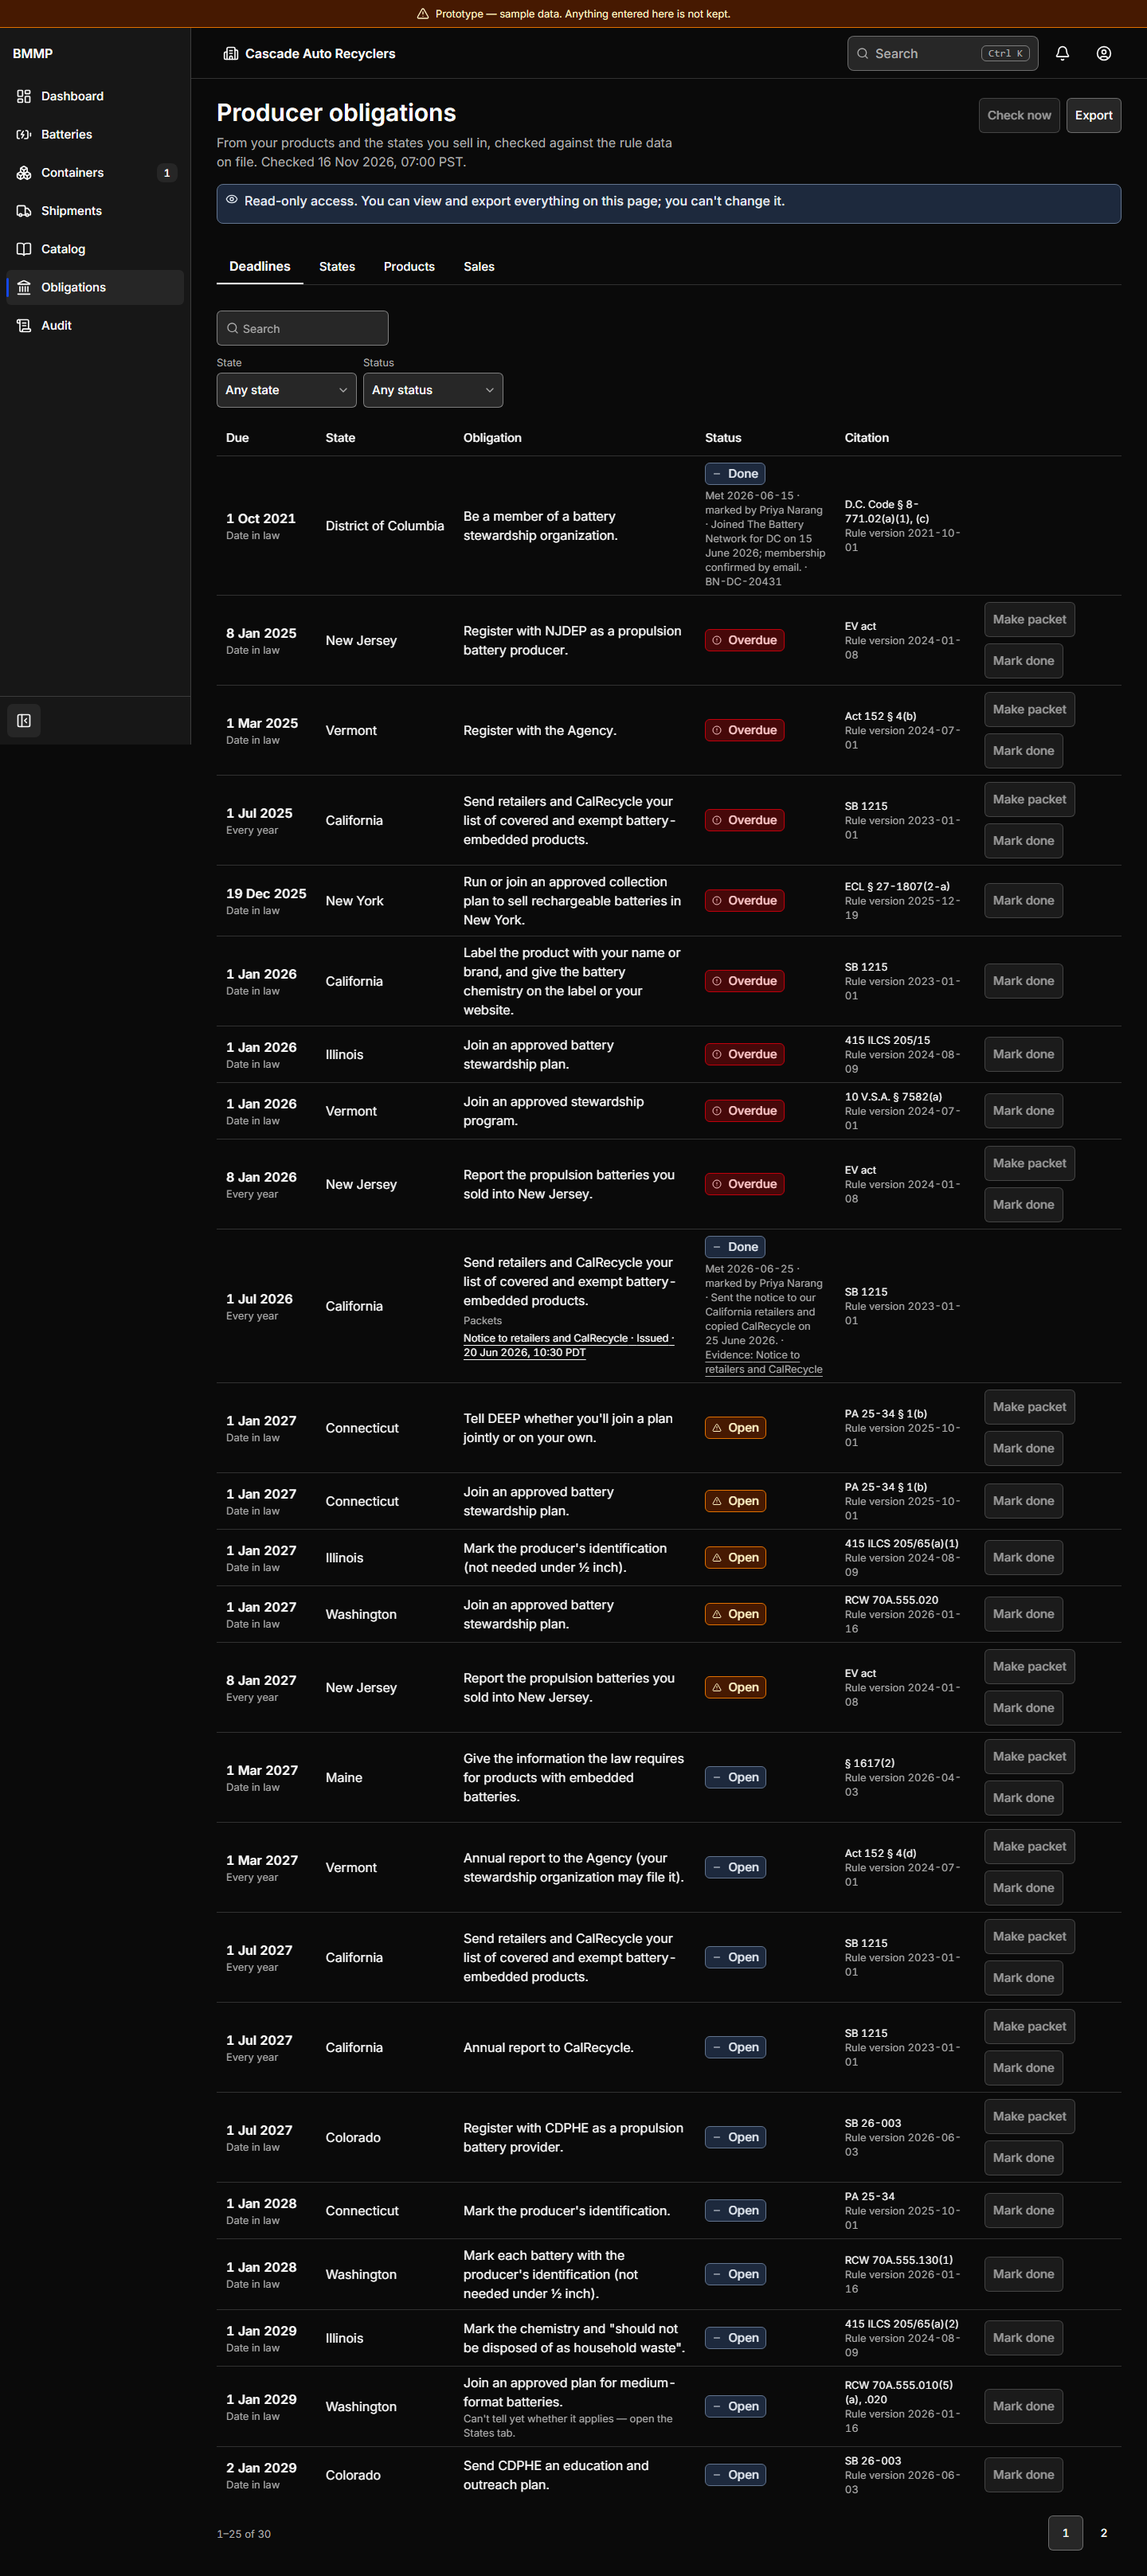 Prototype — sample data. Anything entered here is not kept.
BMMP
Cascade Auto Recyclers
Search
Ctrl K
Dashboard
Batteries
Containers
1
Shipments
Catalog
Obligations
Audit
Producer obligations
From your products and the states you sell in, checked against the rule data
on file. Checked 16 Nov 2026, 07:00 PST.
Check now
Export
Read-only access. You can view and export everything on this page; you can't change it.
Deadlines
States
Products
Sales
Search
State
Status
Any state
Any status
Due
State
Obligation
Status
Citation
1 Oct 2021
Date in law
District of Columbia
Be a member of a battery
stewardship organization.
Done
Met 2026-06-15 ·
marked by Priya Narang
· Joined The Battery
Network for DC on 15
June 2026; membership
confirmed by email. ·
BN-DC-20431
D.C. Code § 8-
771.02(a)(1), (c)
Rule version 2021-10-
01
8 Jan 2025
Date in law
New Jersey
Register with NJDEP as a propulsion
battery producer.
Overdue
EV act
Rule version 2024-01-
08
Make packet
Mark done
1 Mar 2025
Date in law
Vermont
Register with the Agency.
Overdue
Act 152 § 4(b)
Rule version 2024-07-
01
Make packet
Mark done
1 Jul 2025
Every year
California
Send retailers and CalRecycle your
list of covered and exempt battery-
embedded products.
Overdue
SB 1215
Rule version 2023-01-
01
Make packet
Mark done
19 Dec 2025
Date in law
New York
Run or join an approved collection
plan to sell rechargeable batteries in
New York.
Overdue
ECL § 27-1807(2-a)
Rule version 2025-12-
19
Mark done
1 Jan 2026
Date in law
California
Label the product with your name or
brand, and give the battery
chemistry on the label or your
website.
Overdue
SB 1215
Rule version 2023-01-
01
Mark done
1 Jan 2026
Date in law
Illinois
Join an approved battery
stewardship plan.
Overdue
415 ILCS 205/15
Rule version 2024-08-
09
Mark done
1 Jan 2026
Date in law
Vermont
Join an approved stewardship
program.
Overdue
10 V.S.A. § 7582(a)
Rule version 2024-07-
01
Mark done
8 Jan 2026
Every year
New Jersey
Report the propulsion batteries you
sold into New Jersey.
Overdue
EV act
Rule version 2024-01-
08
Make packet
Mark done
1 Jul 2026
Every year
California
Send retailers and CalRecycle your
list of covered and exempt battery-
embedded products.
Packets
Notice to retailers and CalRecycle · Issued ·
20 Jun 2026, 10:30 PDT
Done
Met 2026-06-25 ·
marked by Priya Narang
· Sent the notice to our
California retailers and
copied CalRecycle on
25 June 2026. ·
Evidence: Notice to
retailers and CalRecycle
SB 1215
Rule version 2023-01-
01
1 Jan 2027
Date in law
Connecticut
Tell DEEP whether you'll join a plan
jointly or on your own.
Open
PA 25-34 § 1(b)
Rule version 2025-10-
01
Make packet
Mark done
1 Jan 2027
Date in law
Connecticut
Join an approved battery
stewardship plan.
Open
PA 25-34 § 1(b)
Rule version 2025-10-
01
Mark done
1 Jan 2027
Date in law
Illinois
Mark the producer's identification
(not needed under ½ inch).
Open
415 ILCS 205/65(a)(1)
Rule version 2024-08-
09
Mark done
1 Jan 2027
Date in law
Washington
Join an approved battery
stewardship plan.
Open
RCW 70A.555.020
Rule version 2026-01-
16
Mark done
8 Jan 2027
Every year
New Jersey
Report the propulsion batteries you
sold into New Jersey.
Open
EV act
Rule version 2024-01-
08
Make packet
Mark done
1 Mar 2027
Date in law
Maine
Give the information the law requires
for products with embedded
batteries.
Open
§ 1617(2)
Rule version 2026-04-
03
Make packet
Mark done
1 Mar 2027
Every year
Vermont
Annual report to the Agency (your
stewardship organization may file it).
Open
Act 152 § 4(d)
Rule version 2024-07-
01
Make packet
Mark done
1 Jul 2027
Every year
California
Send retailers and CalRecycle your
list of covered and exempt battery-
embedded products.
Open
SB 1215
Rule version 2023-01-
01
Make packet
Mark done
1 Jul 2027
Every year
California
Annual report to CalRecycle.
Open
SB 1215
Rule version 2023-01-
01
Make packet
Mark done
1 Jul 2027
Date in law
Colorado
Register with CDPHE as a propulsion
battery provider.
Open
SB 26-003
Rule version 2026-06-
03
Make packet
Mark done
1 Jan 2028
Date in law
Connecticut
Mark the producer's identification.
Open
PA 25-34
Rule version 2025-10-
01
Mark done
1 Jan 2028
Date in law
Washington
Mark each battery with the
producer's identification (not
needed under ½ inch).
Open
RCW 70A.555.130(1)
Rule version 2026-01-
16
Mark done
1 Jan 2029
Date in law
Illinois
Mark the chemistry and "should not
be disposed of as household waste".
Open
415 ILCS 205/65(a)(2)
Rule version 2024-08-
09
Mark done
1 Jan 2029
Date in law
Washington
Join an approved plan for medium-
format batteries.
Can't tell yet whether it applies — open the
States tab.
Open
RCW 70A.555.010(5)
(a), .020
Rule version 2026-01-
16
Mark done
2 Jan 2029
Date in law
Colorado
Send CDPHE an education and
outreach plan.
Open
SB 26-003
Rule version 2026-06-
03
Mark done
1–25 of 30
1
2